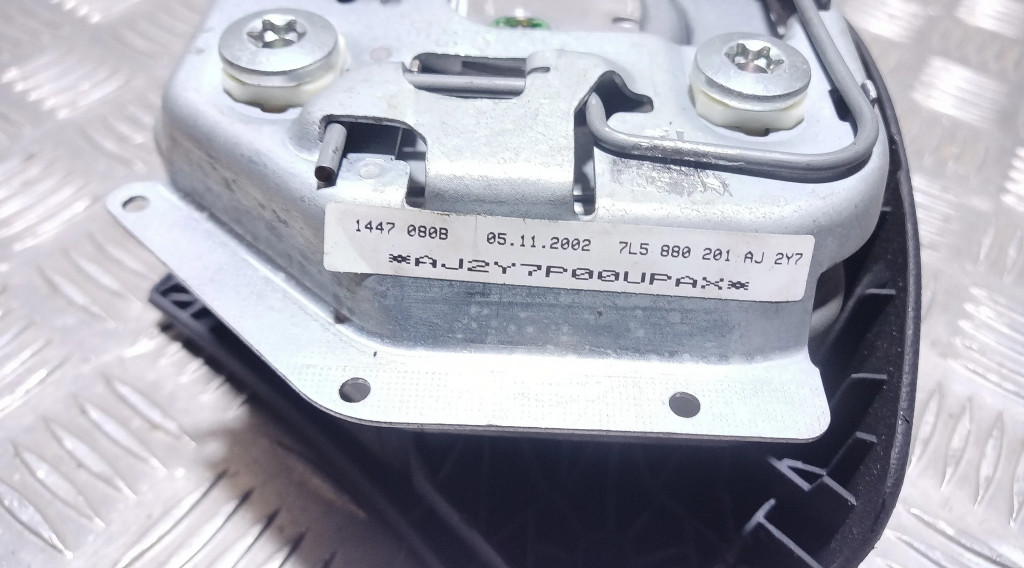 1447 080B 05.11.2002 7L5 880 201 AJ 2Y7
*AJ2Y7P00UPAX*